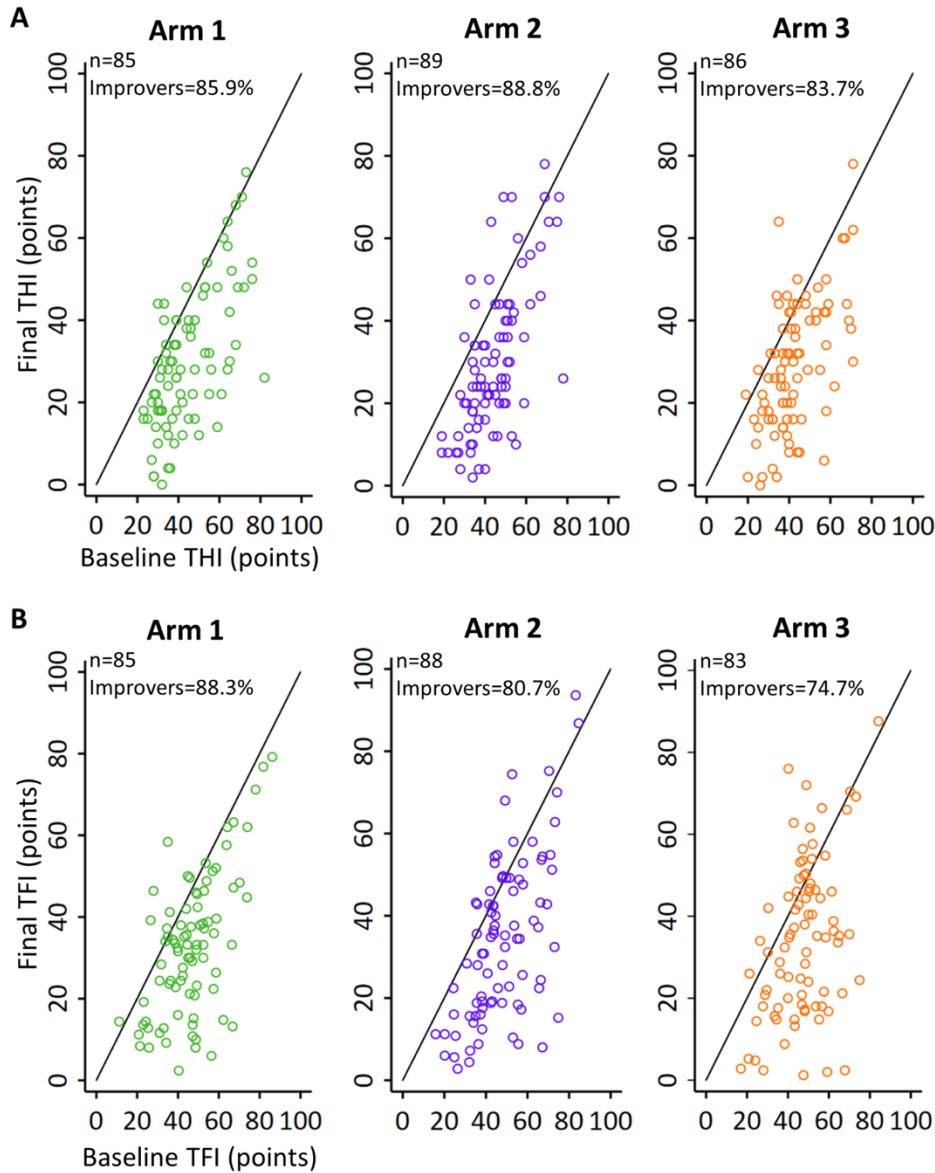 A
Arm 1
Arm 2
Arm 3
n=85
Improvers=85.9%
n=89
Improvers=88.8%
n=86
Improvers=83.7%
Final THI (points)
100
80
60
40
20
0
100
80
60
40
20
0
100
80
60
40
20
0
0 20 40 60 80 100
0 20 40 60 80 100
0 20 40 60 80 100
Baseline THI (points)
B
Arm 1
Arm 2
Arm 3
n=85
Improvers=88.3%
n=88
Improvers=80.7%
n=83
Improvers=74.7%
Final TFI (points)
100
80
60
40
20
0
100
80
60
40
20
0
100
80
60
40
20
0
0 20 40 60 80 100
0 20 40 60 80 100
0 20 40 60 80 100
Baseline TFI (points)